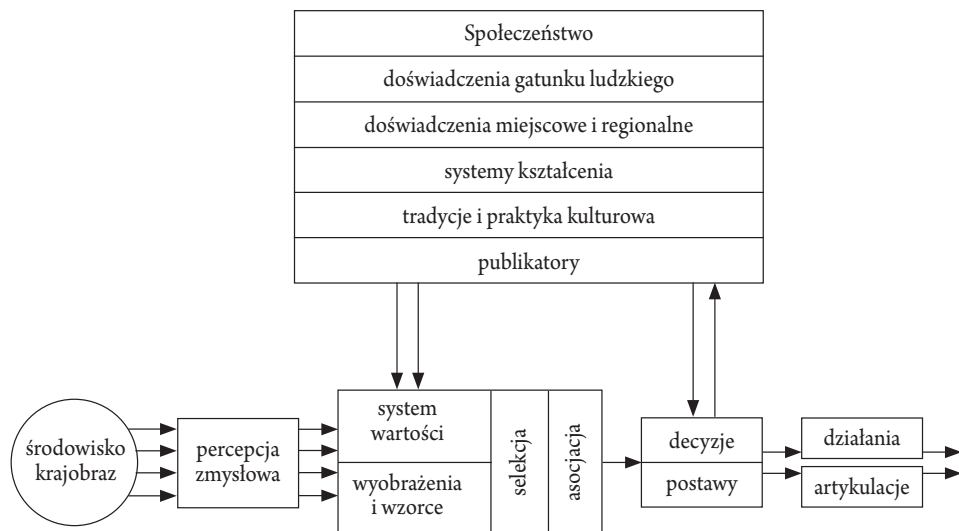 Społeczeństwo
doświadczenia gatunku ludzkiego
doświadczenia miejscowe i regionalne
systemy kształcenia
tradycje i praktyka kulturowa
publikatory
środowisko
krajobraz
percepcja
zmysłowa
system
wartości
wyobrażenia
i wzorce
selekcja
asocjacja
decyzje
postawy
działania
artykulacje